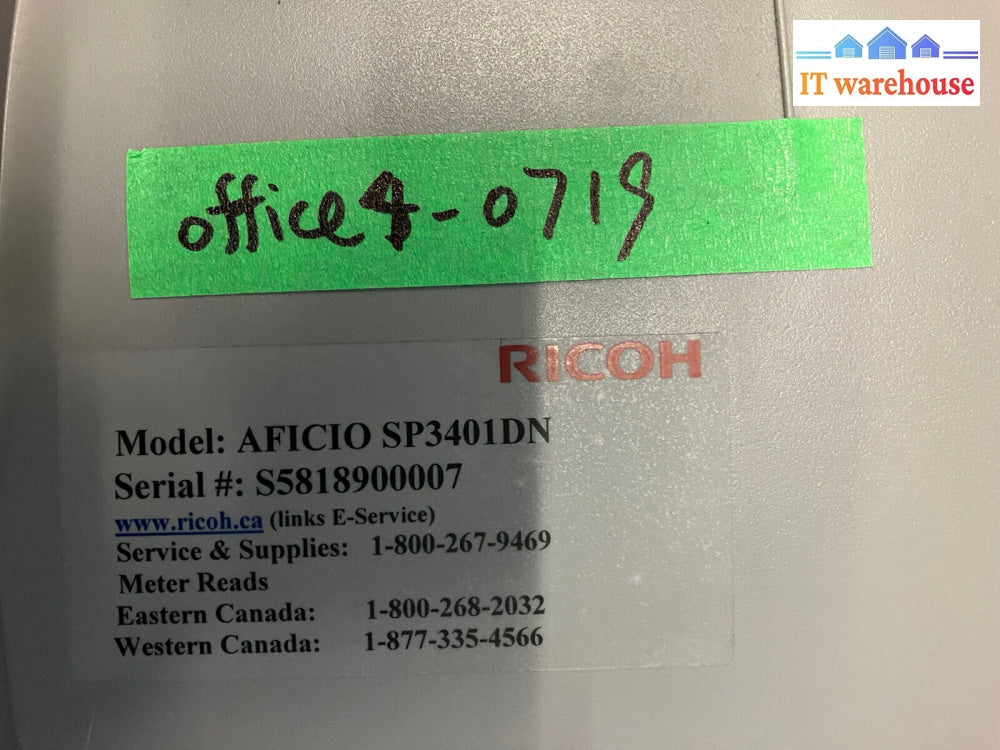 IT warehouse
office4-0719
RICOH
Model: AFICIO SP3401DN
Serial #: S5818900007
www.ricoh.ca (links E-Service)
Service & Supplies: 1-800-267-9469
Meter Reads
Eastern Canada: 1-800-268-2032
Western Canada: 1-877-335-4566